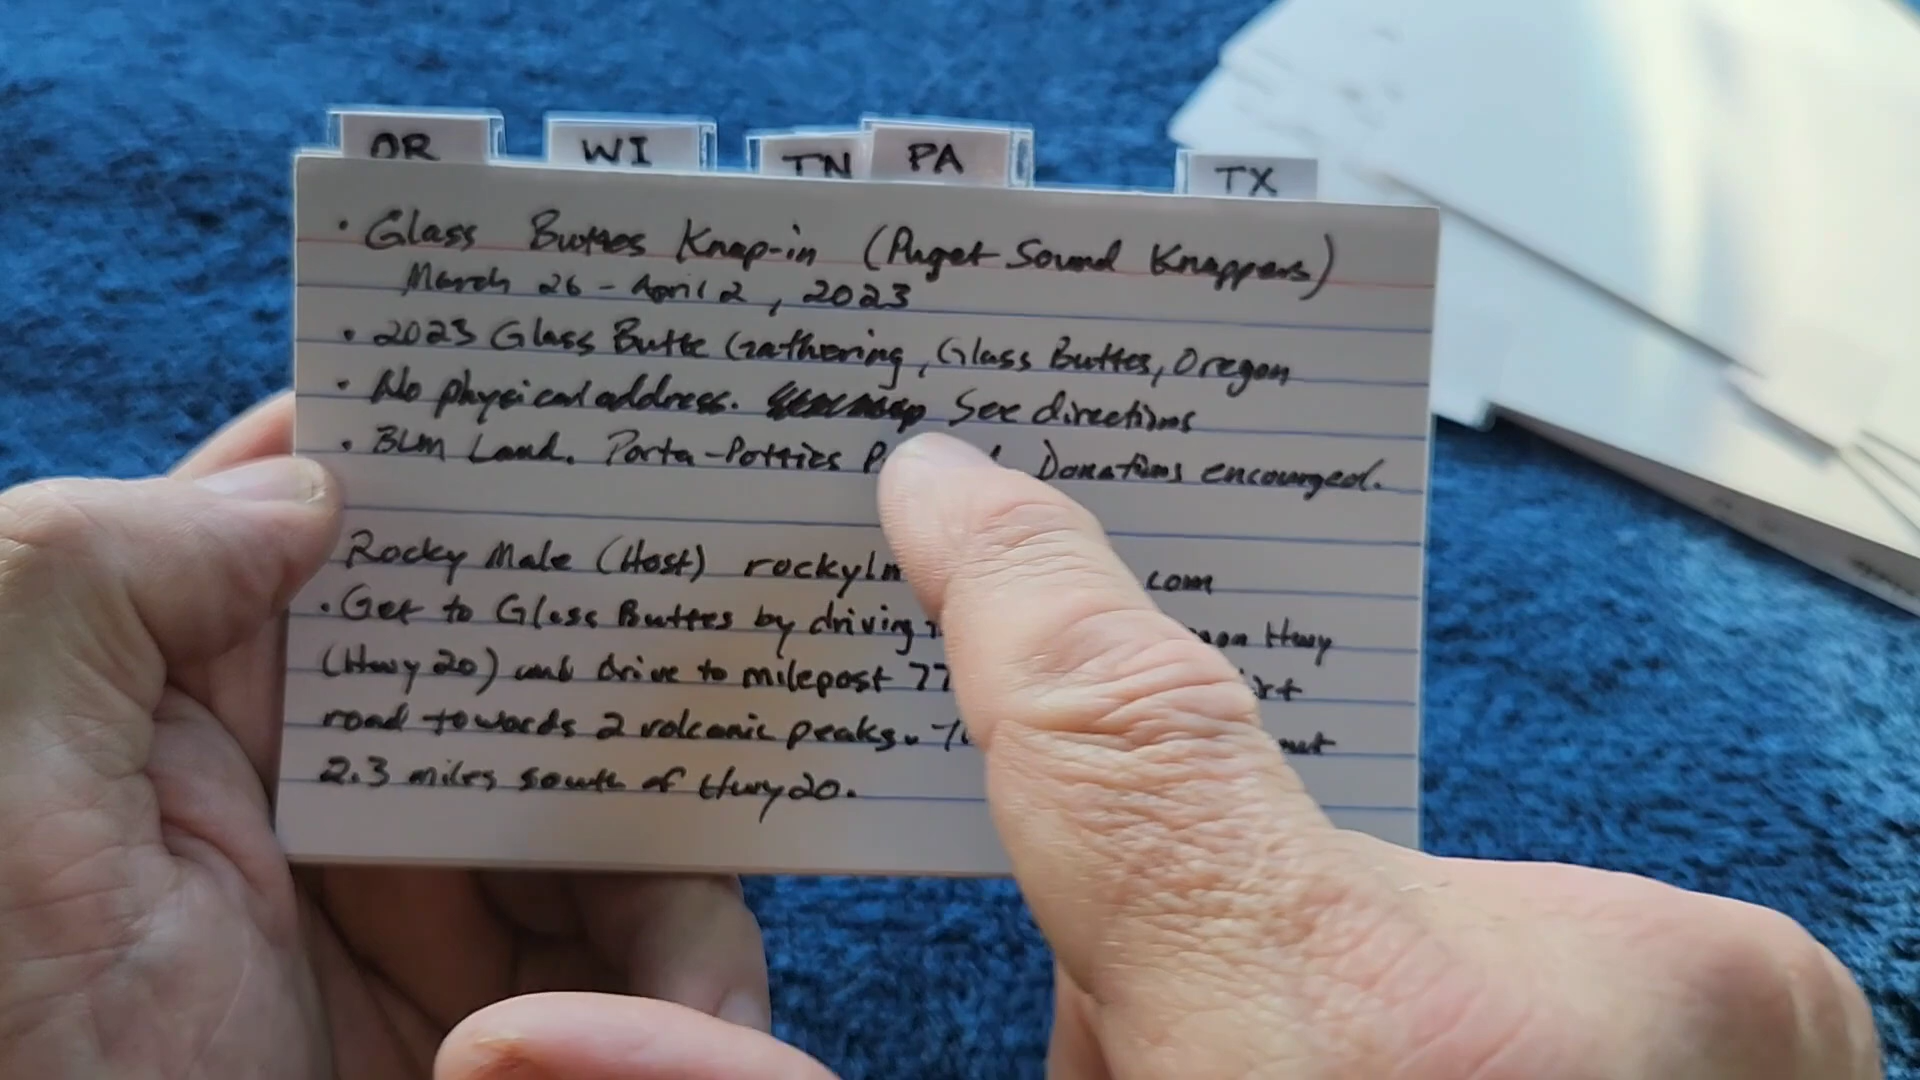 OR WI TN PA TX
• Glass Buttes Knap-in (Puget Sound Knappers)
March 26 - April 2, 2023
• 2023 Glass Butte Gathering, Glass Buttes, Oregon
• No physical address. See directions
• BLM Land. Porta-Potties Donations encouraged.
Rocky Male (Host) com
• Get to Glass Buttes by driving Hwy
(Hwy 20) and drive to milepost 77
road towards 2 volcanic peaks.
2.3 miles south of Hwy 20.